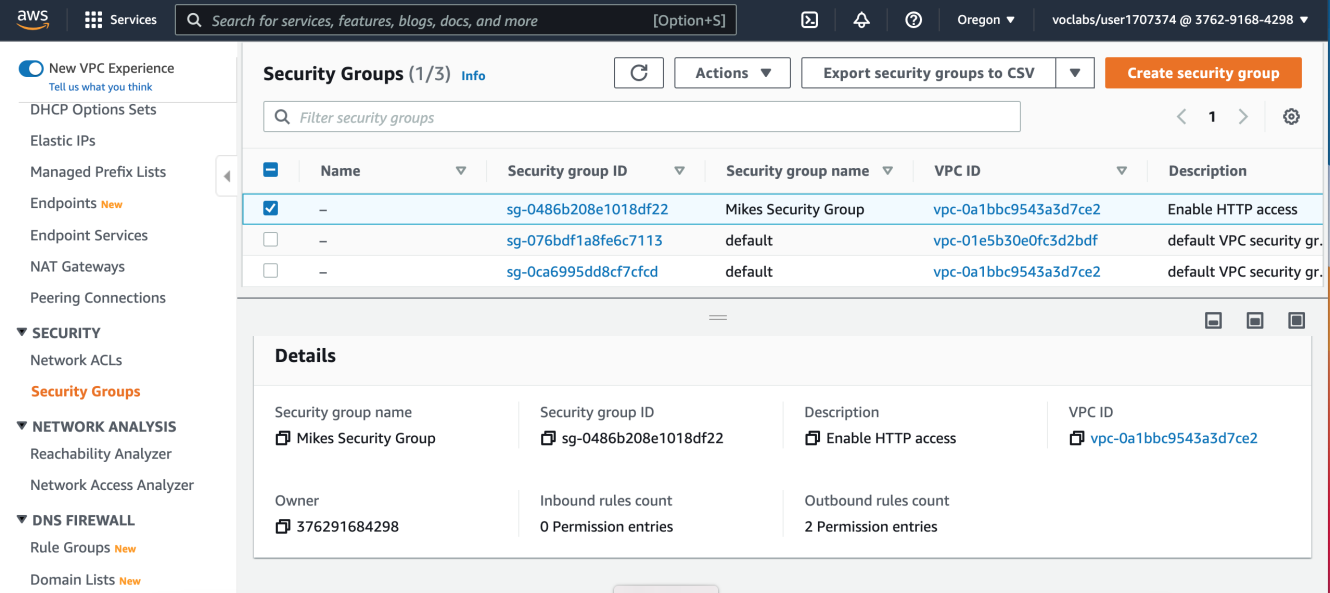 aws
Services
Search for services, features, blogs, docs, and more
[Option+S]
Oregon
voclabs/user1707374 @ 3762-9168-4298
New VPC Experience
Tell us what you think
DHCP Options Sets
Elastic IPs
Managed Prefix Lists
Endpoints New
Endpoint Services
NAT Gateways
Peering Connections
SECURITY
Network ACLs
Security Groups
NETWORK ANALYSIS
Reachability Analyzer
Network Access Analyzer
DNS FIREWALL
Rule Groups New
Domain Lists New
Security Groups (1/3) Info
Actions
Export security groups to CSV
Create security group
Filter security groups
1
Name Security group ID Security group name VPC ID Description
– sg-0486b208e1018df22 Mikes Security Group vpc-0a1bbc9543a3d7ce2 Enable HTTP access
– sg-076bdf1a8fe6c7113 default vpc-01e5b30e0fc3d2bdf default VPC security gr.
– sg-0ca6995dd8cf7cfcd default vpc-0a1bbc9543a3d7ce2 default VPC security gr.
Details
Security group name Security group ID Description VPC ID
Mikes Security Group sg-0486b208e1018df22 Enable HTTP access vpc-0a1bbc9543a3d7ce2
Owner Inbound rules count Outbound rules count
376291684298 0 Permission entries 2 Permission entries